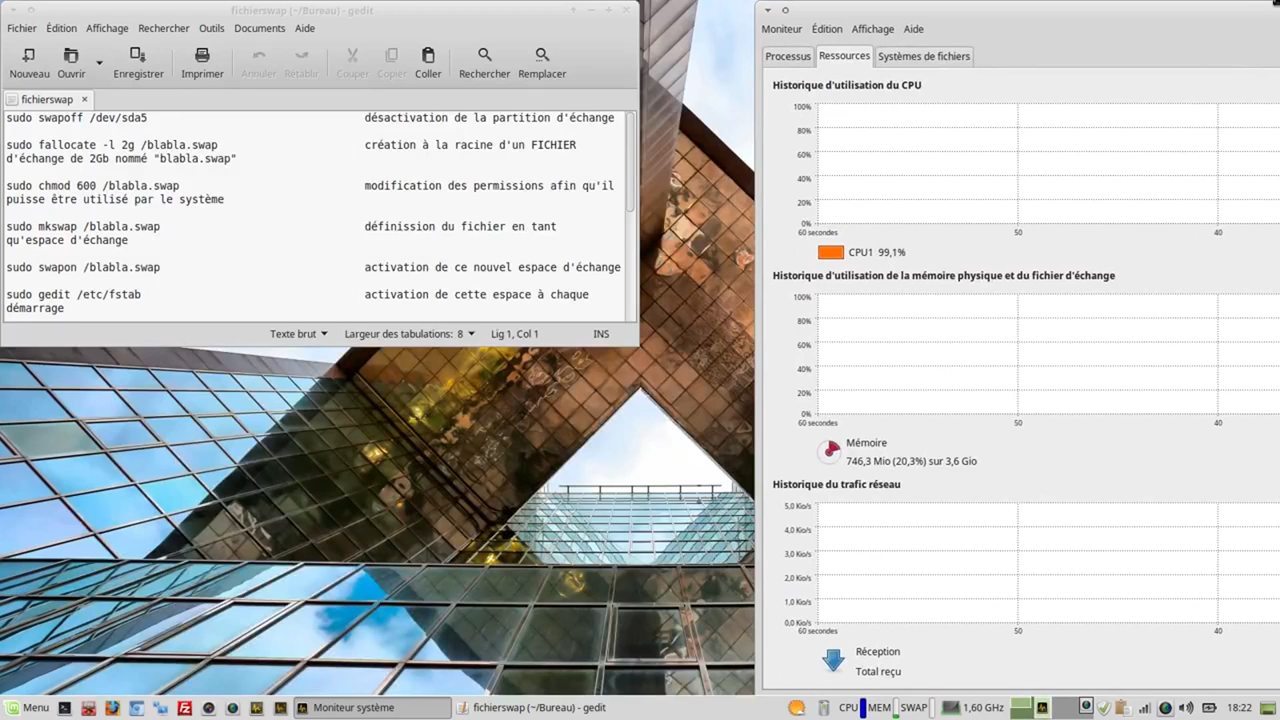 fichierswap (~/Bureau) - gedit
Fichier Édition Affichage Rechercher Outils Documents Aide
Nouveau Ouvrir Enregistrer Imprimer Annuler Rétablir Couper Copier Coller Rechercher Remplacer
fichierswap ×
sudo swapoff /dev/sda5 désactivation de la partition d'échange
sudo fallocate -l 2g /blabla.swap création à la racine d'un FICHIER
d'échange de 2Gb nommé "blabla.swap"
sudo chmod 600 /blabla.swap modification des permissions afin qu'il
puisse être utilisé par le système
sudo mkswap /blabla.swap définission du fichier en tant
qu'espace d'échange
sudo swapon /blabla.swap activation de ce nouvel espace d'échange
sudo gedit /etc/fstab activation de cette espace à chaque
démarrage
Texte brut Largeur des tabulations: 8 Lig 1, Col 1 INS
Moniteur Édition Affichage Aide
Processus Ressources Systèmes de fichiers
Historique d'utilisation du CPU
100%
80%
60%
40%
20%
0%
60 secondes 50 40
CPU1 99,1%
Historique d'utilisation de la mémoire physique et du fichier d'échange
100%
80%
60%
40%
20%
0%
60 secondes 50 40
Mémoire
746,3 Mio (20,3%) sur 3,6 Gio
Historique du trafic réseau
5,0 Kio/s
4,0 Kio/s
3,0 Kio/s
2,0 Kio/s
1,0 Kio/s
0,0 Kio/s
60 secondes 50 40
Réception
Total reçu
Menu Moniteur système fichierswap (~/Bureau) - gedit CPU MEM SWAP 1,60 GHz 18:22